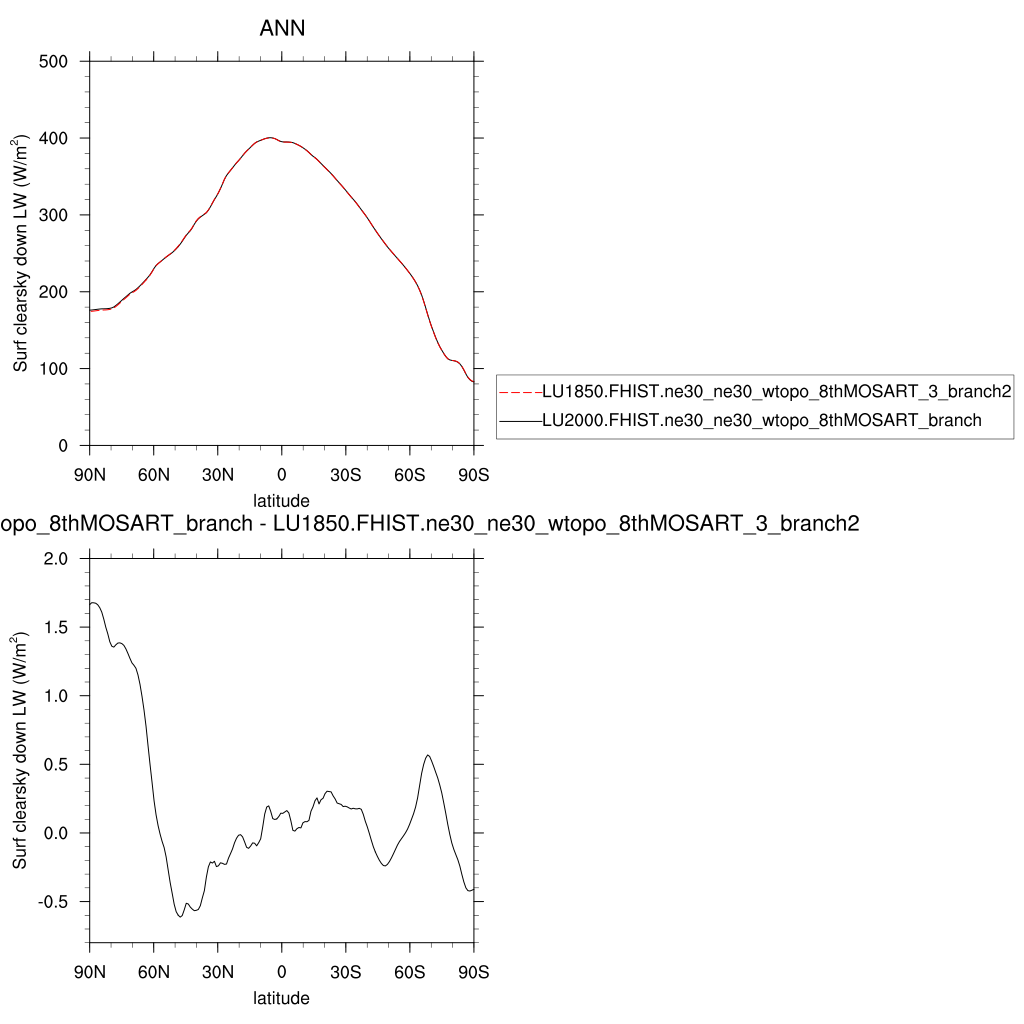 ANN
500
400
300
200
100
0
Surf clearsky down LW (W/m²)
90N 60N 30N 0 30S 60S 90S
latitude
LU1850.FHIST.ne30_ne30_wtopo_8thMOSART_3_branch2
LU2000.FHIST.ne30_ne30_wtopo_8thMOSART_branch
opo_8thMOSART_branch - LU1850.FHIST.ne30_ne30_wtopo_8thMOSART_3_branch2
2.0
1.5
1.0
0.5
0.0
-0.5
Surf clearsky down LW (W/m²)
90N 60N 30N 0 30S 60S 90S
latitude